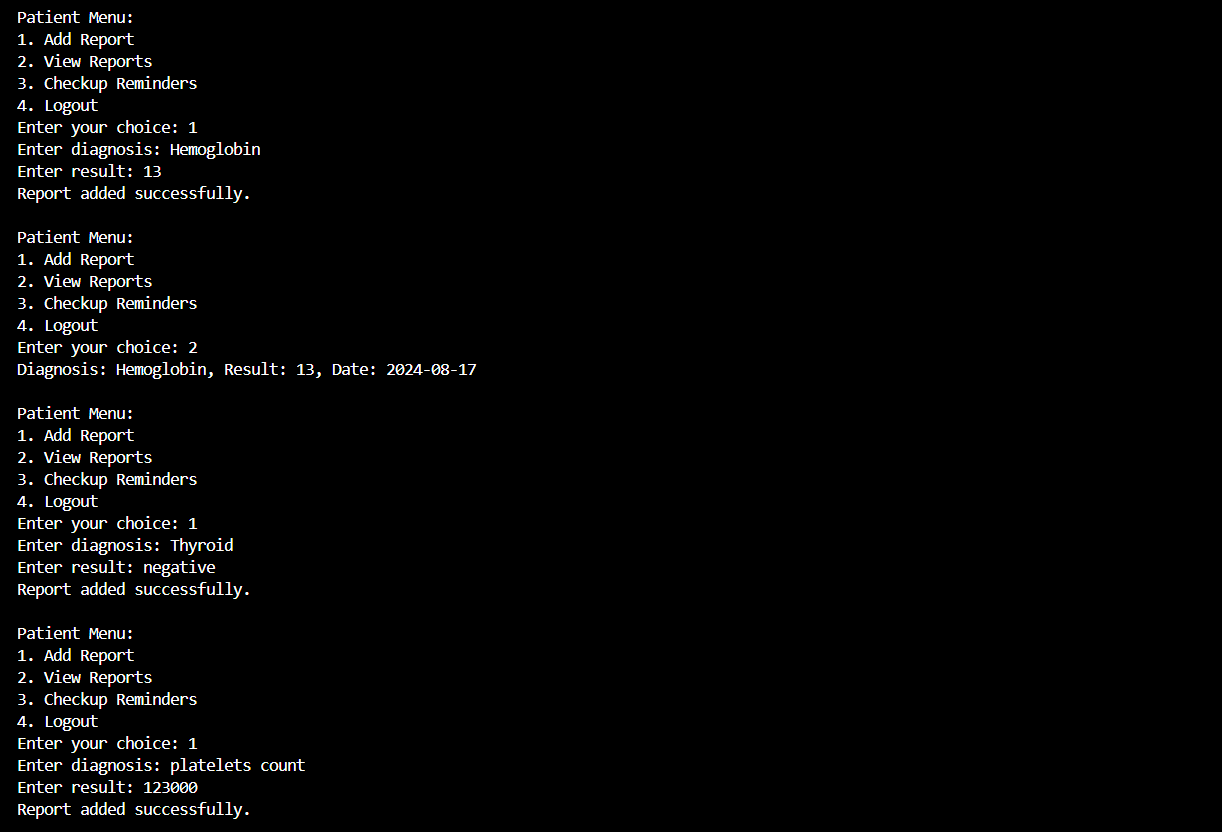 Patient Menu:
1. Add Report
2. View Reports
3. Checkup Reminders
4. Logout
Enter your choice: 1
Enter diagnosis: Hemoglobin
Enter result: 13
Report added successfully.
Patient Menu:
1. Add Report
2. View Reports
3. Checkup Reminders
4. Logout
Enter your choice: 2
Diagnosis: Hemoglobin, Result: 13, Date: 2024-08-17
Patient Menu:
1. Add Report
2. View Reports
3. Checkup Reminders
4. Logout
Enter your choice: 1
Enter diagnosis: Thyroid
Enter result: negative
Report added successfully.
Patient Menu:
1. Add Report
2. View Reports
3. Checkup Reminders
4. Logout
Enter your choice: 1
Enter diagnosis: platelets count
Enter result: 123000
Report added successfully.